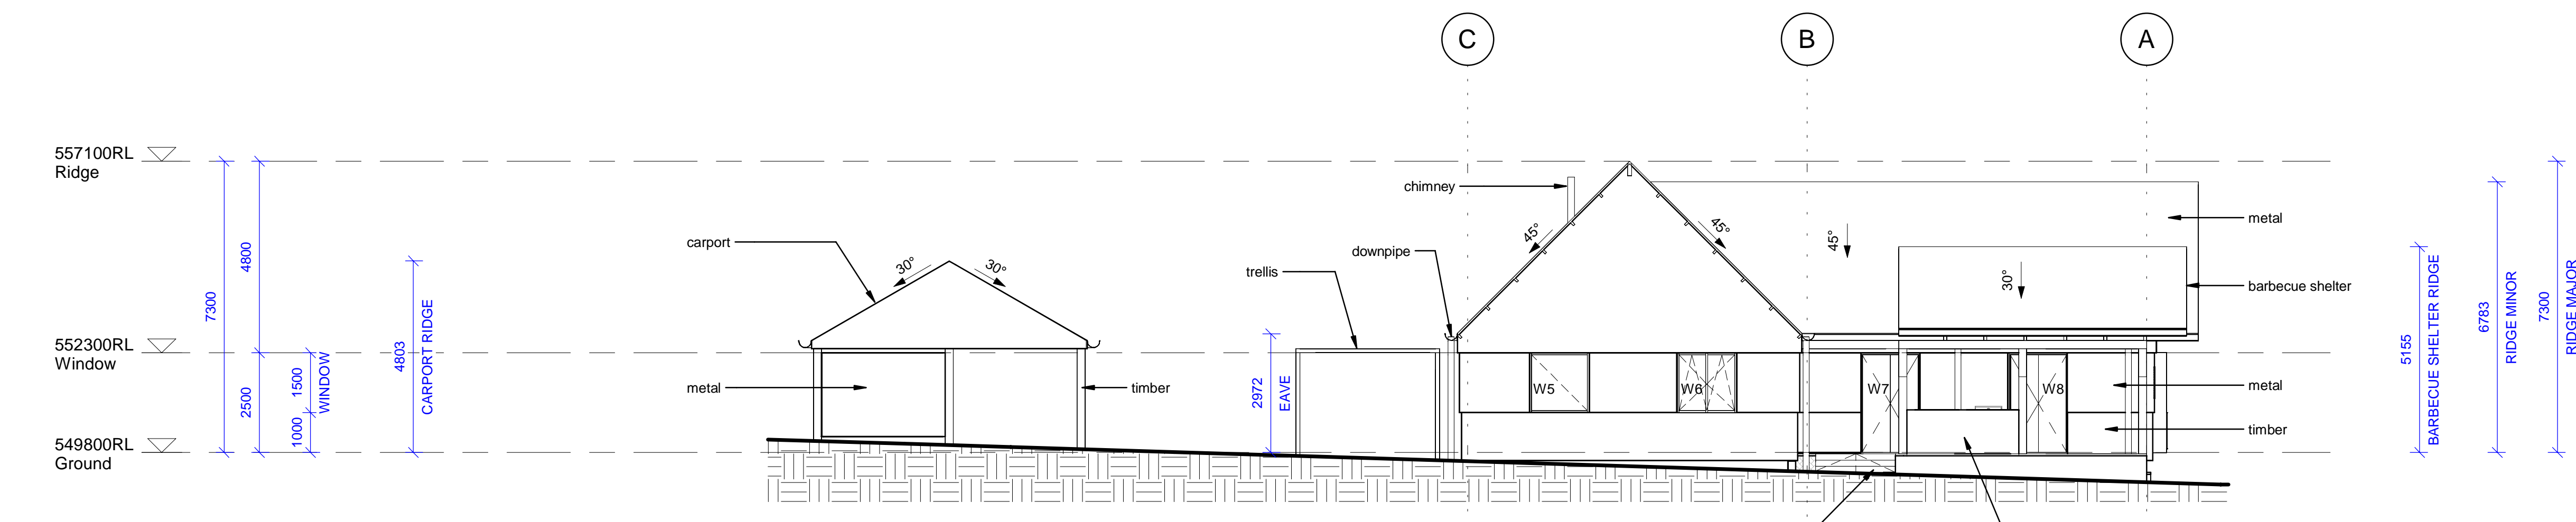 C
B
A
557100RL
Ridge
chimney
45°
45°
45°
metal
carport
30°
30°
downpipe
trellis
30°
barbecue shelter
7300
4800
4803
CARPORT RIDGE
552300RL
Window
2500
1500
1000
WINDOW
metal
timber
2972
EAVE
W5
W6
W7
W8
metal
timber
549800RL
Ground
5155
BARBECUE SHELTER RIDGE
6783
RIDGE MINOR
7300
RIDGE MAJOR